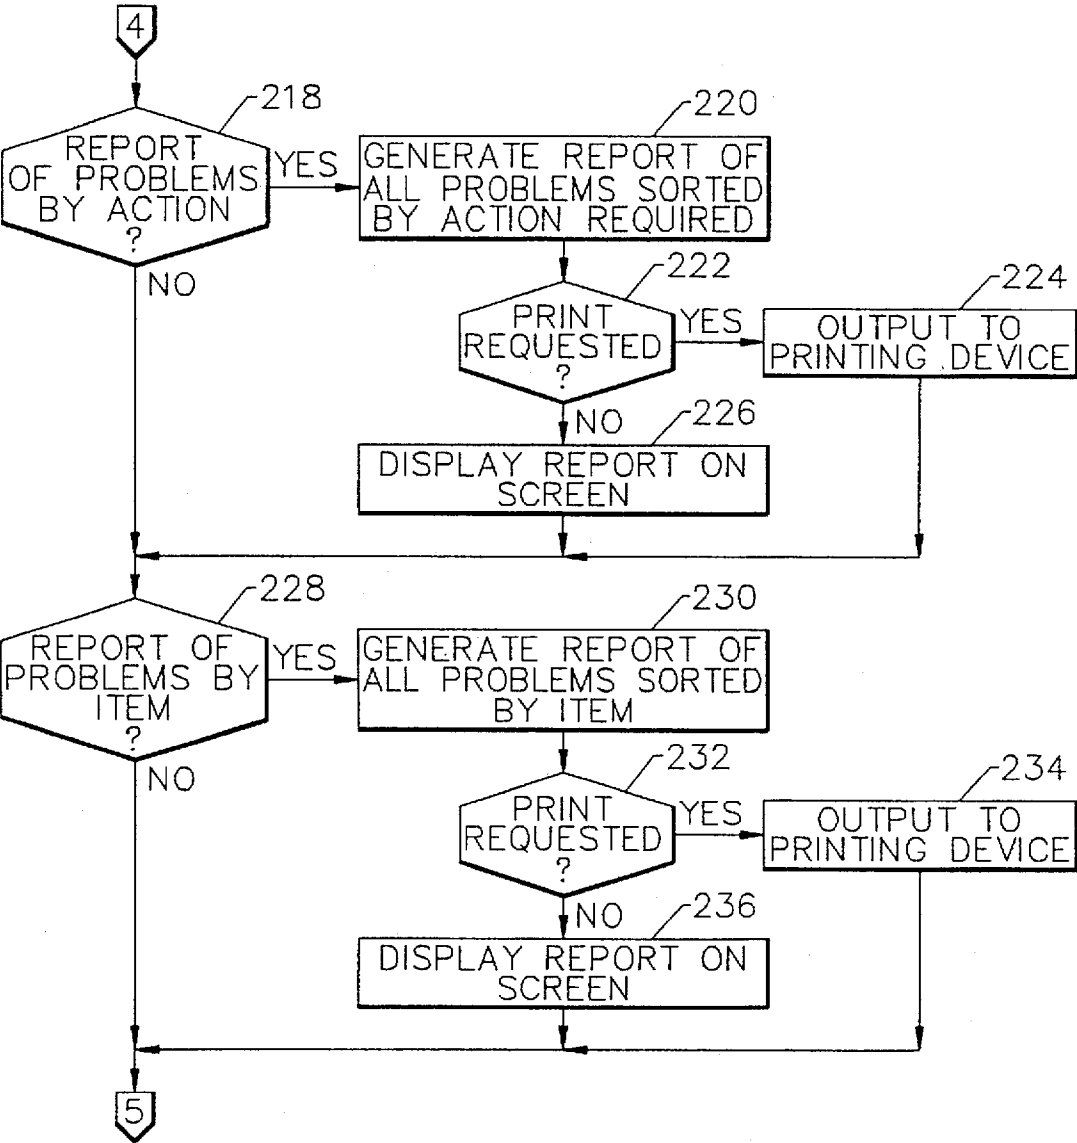 4
218
REPORT
OF PROBLEMS
BY ACTION
?
YES
NO
220
GENERATE REPORT OF
ALL PROBLEMS SORTED
BY ACTION REQUIRED
222
PRINT
REQUESTED
?
YES
NO
224
OUTPUT TO
PRINTING DEVICE
226
DISPLAY REPORT ON
SCREEN
228
REPORT OF
PROBLEMS BY
ITEM
?
YES
NO
230
GENERATE REPORT OF
ALL PROBLEMS SORTED
BY ITEM
232
PRINT
REQUESTED
?
YES
NO
234
OUTPUT TO
PRINTING DEVICE
236
DISPLAY REPORT ON
SCREEN
5